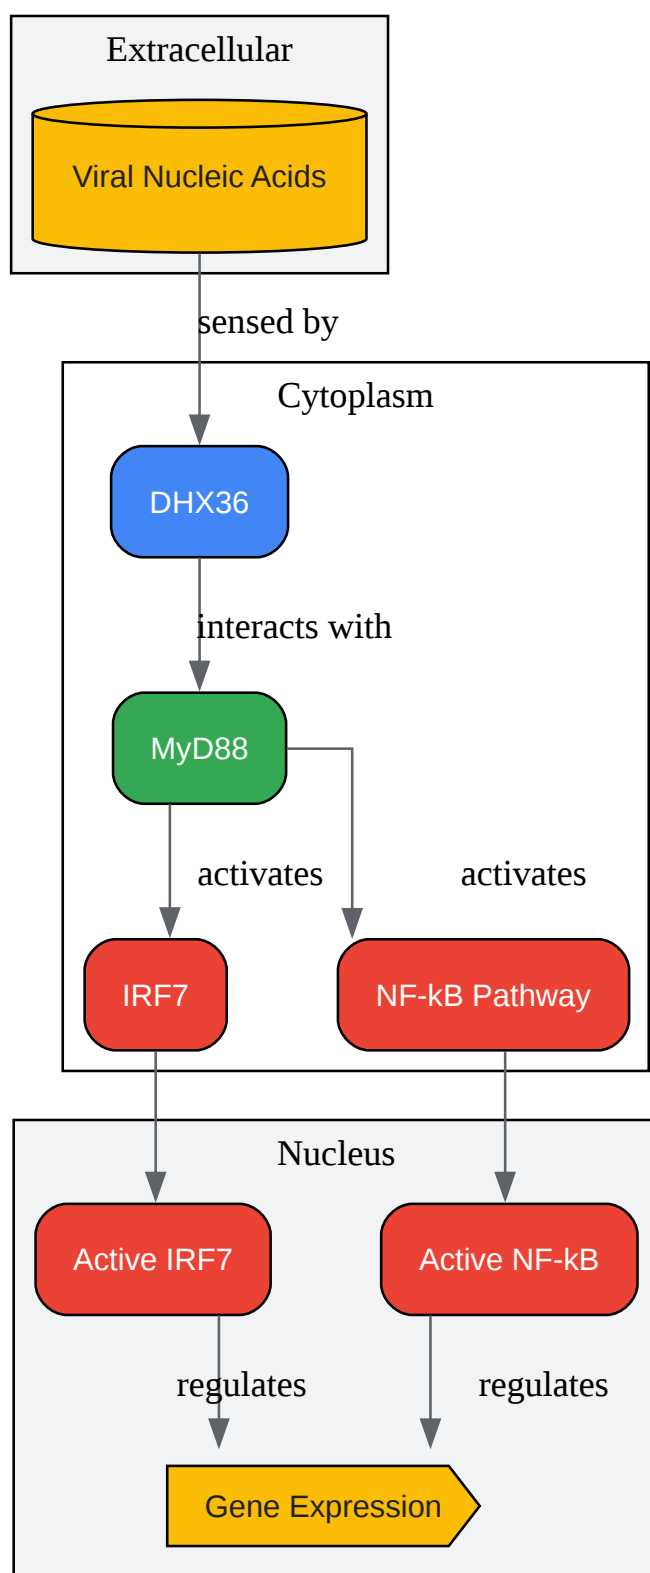 Extracellular
Viral Nucleic Acids
sensed by
Cytoplasm
DHX36
interacts with
MyD88
activates
activates
IRF7
NF-kB Pathway
Nucleus
Active IRF7
Active NF-kB
regulates
regulates
Gene Expression